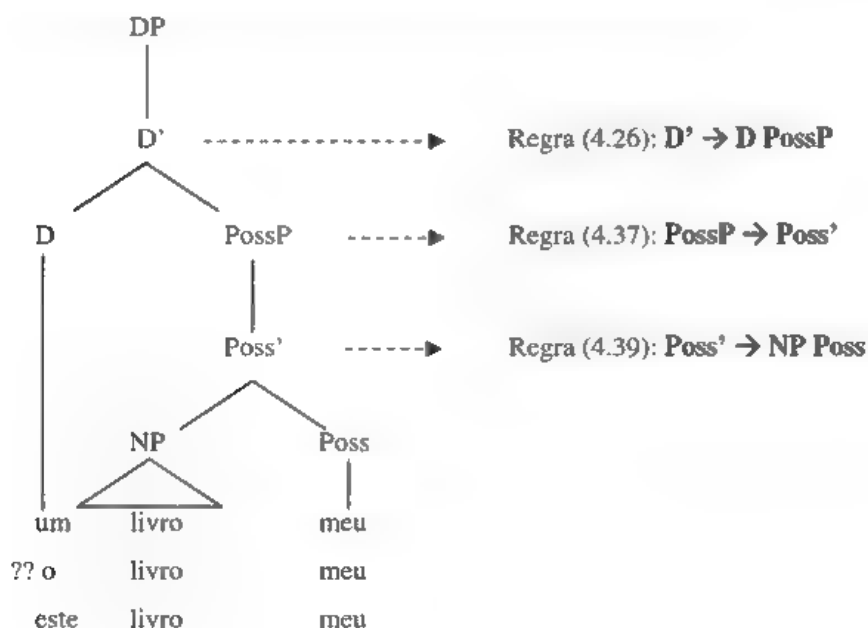 DP
D' Regra (4.26): D' → D PossP
D PossP Regra (4.37): PossP → Poss'
Poss' Regra (4.39): Poss' → NP Poss
NP Poss
um livro meu
?? o livro meu
este livro meu